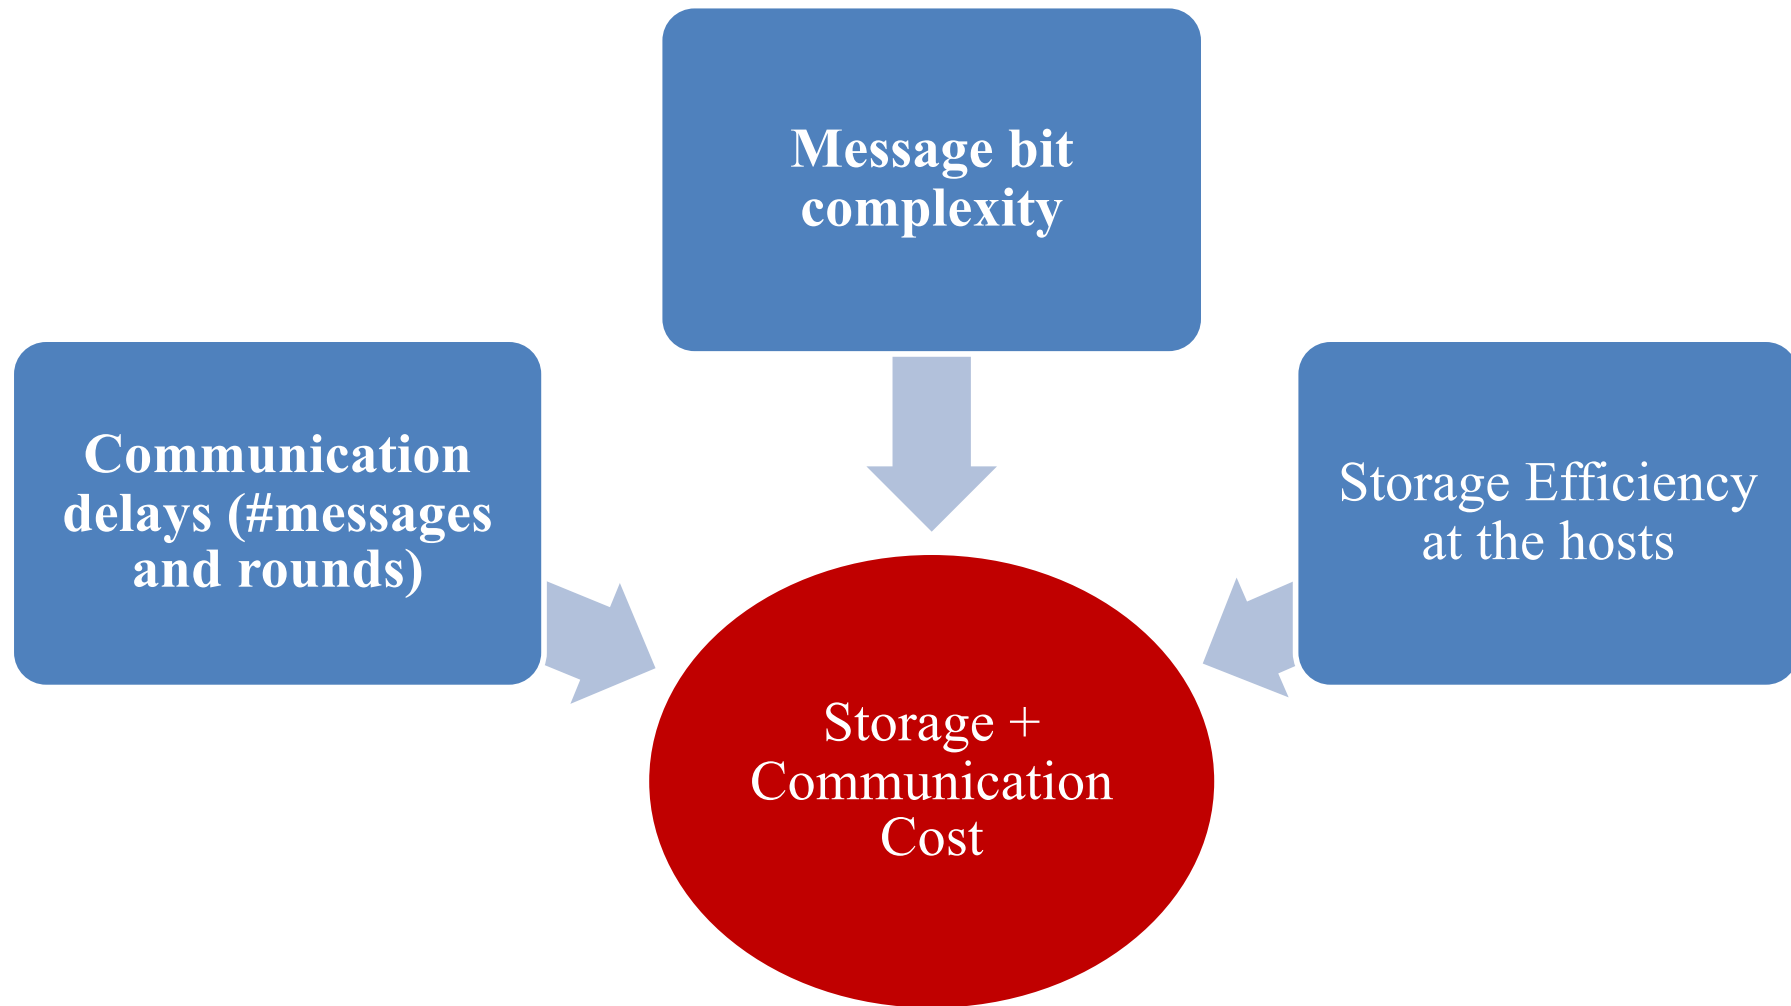 Message bit
complexity
Communication
delays (#messages
and rounds)
Storage Efficiency
at the hosts
Storage +
Communication
Cost